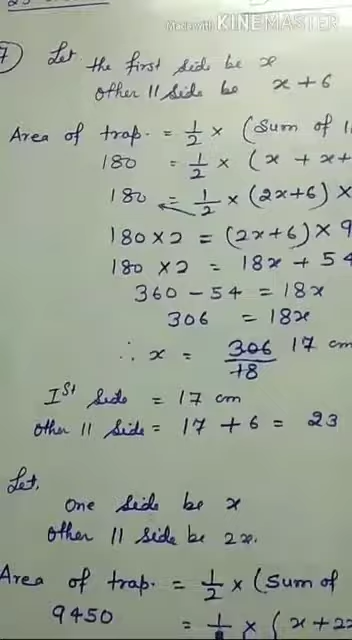 Made with KINEMASTER
7 Let the first side be x
other || side be x + 6
Area of trap. = 1/2 × (Sum of ||
180 = 1/2 × (x + x +
180 = 1/2 × (2x+6) ×
180 × 2 = (2x+6) × 9
180 × 2 = 18x + 54
360 - 54 = 18x
306 = 18x
∴ x = 306/18 17 cm
Ist side = 17 cm
other || side = 17 + 6 = 23
Let,
one side be x
other || side be 2x.
Area of trap. = 1/2 × (Sum of
9450 = 1/2 × (x + 2x